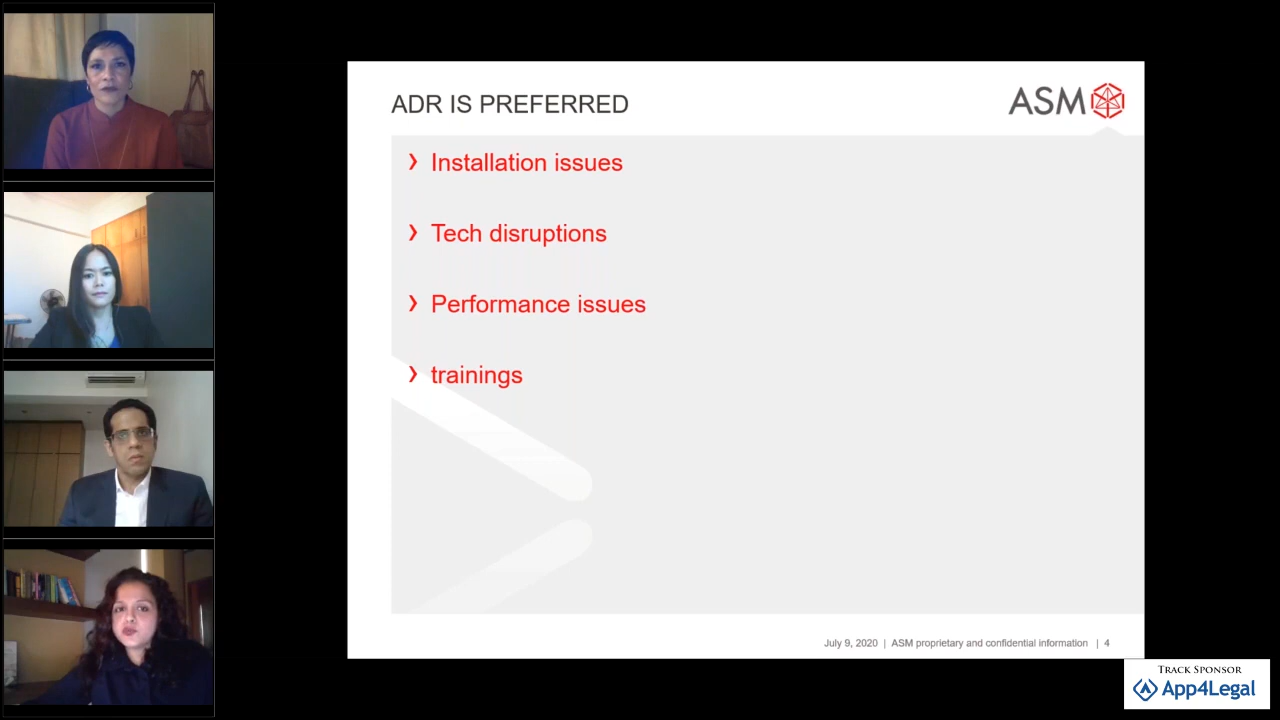 ADR IS PREFERRED
ASM
› Installation issues
› Tech disruptions
› Performance issues
› trainings
July 9, 2020 | ASM proprietary and confidential information | 4
TRACK SPONSOR
App4Legal